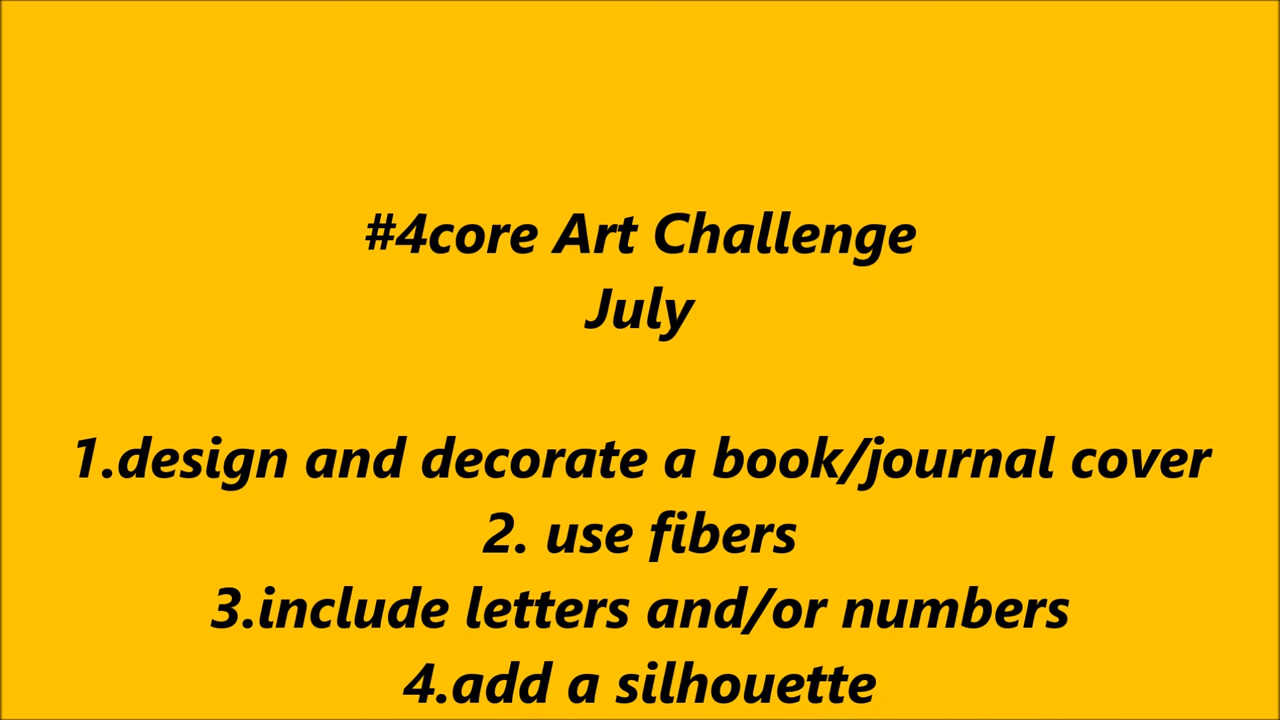 #4core Art Challenge
July
1.design and decorate a book/journal cover
2. use fibers
3.include letters and/or numbers
4.add a silhouette